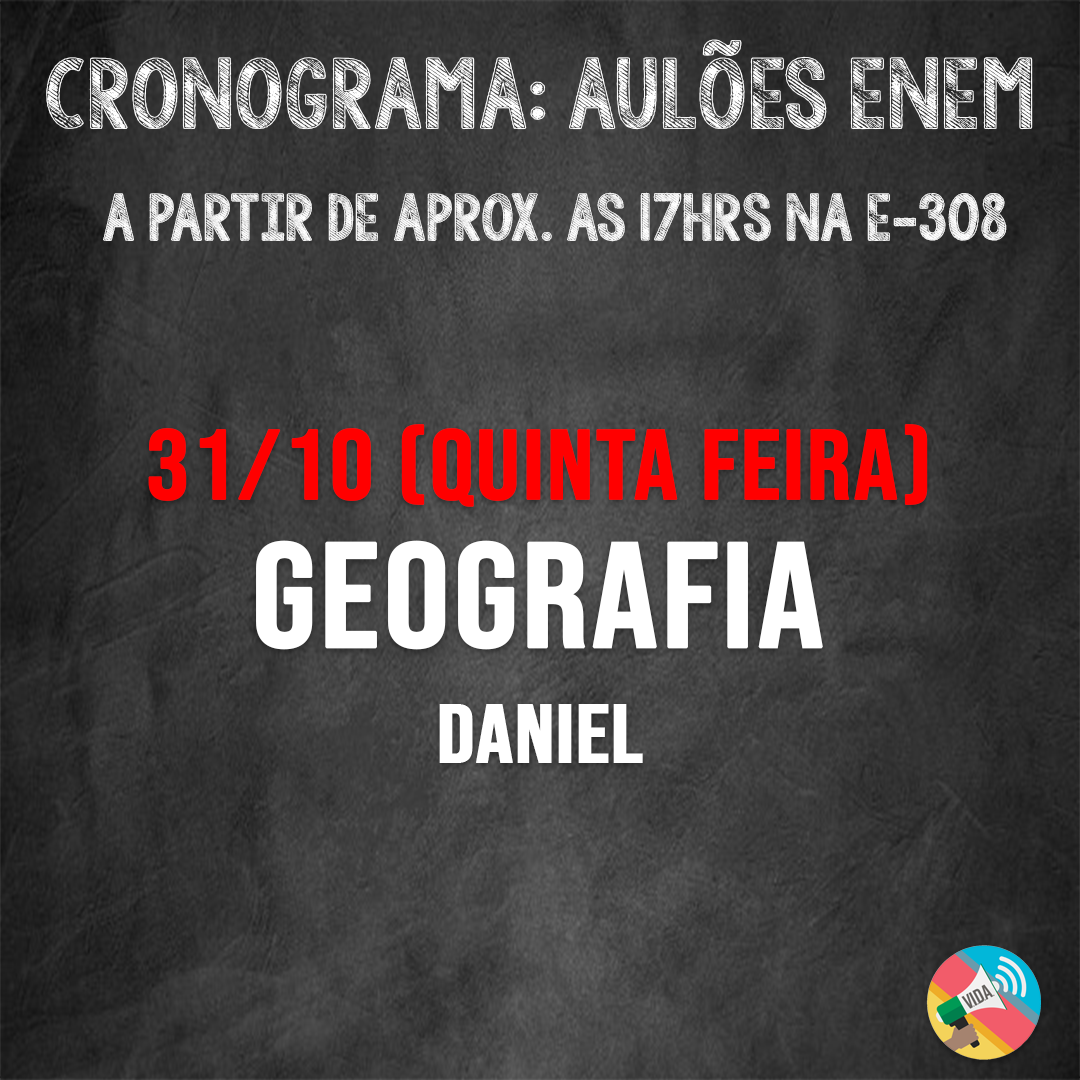 CRONOGRAMA: AULÕES ENEM
A PARTIR DE APROX. AS 17HRS NA E-308
31/10 (QUINTA FEIRA)
GEOGRAFIA
DANIEL
VIDA